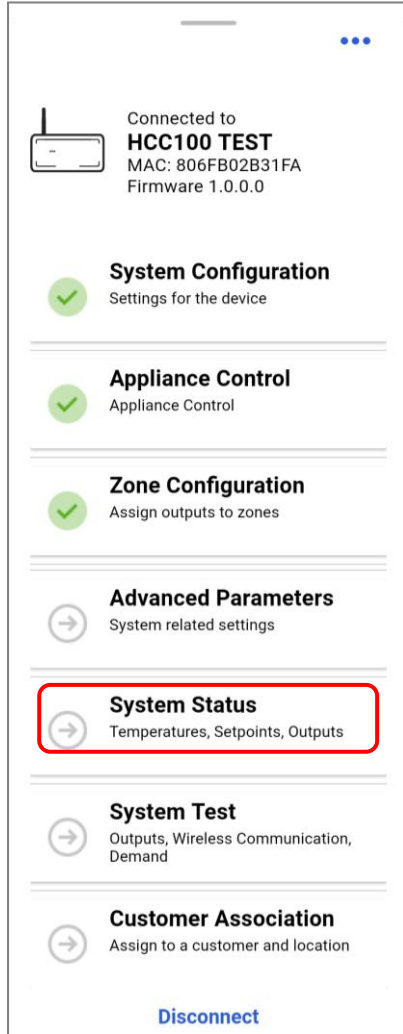 Connected to
HCC100 TEST
MAC: 806FB02B31FA
Firmware 1.0.0.0
System Configuration
Settings for the device
Appliance Control
Appliance Control
Zone Configuration
Assign outputs to zones
Advanced Parameters
System related settings
System Status
Temperatures, Setpoints, Outputs
System Test
Outputs, Wireless Communication,
Demand
Customer Association
Assign to a customer and location
Disconnect